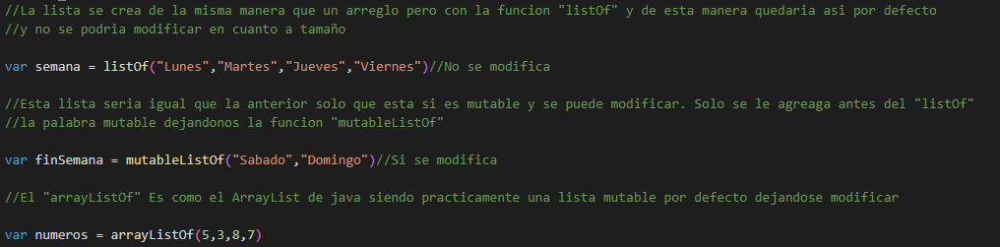 //La lista se crea de la misma manera que un arreglo pero con la funcion "listOf" y de esta manera quedaria asi por defecto
//y no se podria modificar en cuanto a tamaño
var semana = listOf("Lunes","Martes","Jueves","Viernes")//No se modifica
//Esta lista seria igual que la anterior solo que esta si es mutable y se puede modificar. Solo se le agreaga antes del "listOf"
//la palabra mutable dejandonos la funcion "mutableListOf"
var finSemana = mutableListOf("Sabado","Domingo")//Si se modifica
//El "arrayListOf" Es como el ArrayList de java siendo practicamente una lista mutable por defecto dejandose modificar
var numeros = arrayListOf(5,3,8,7)